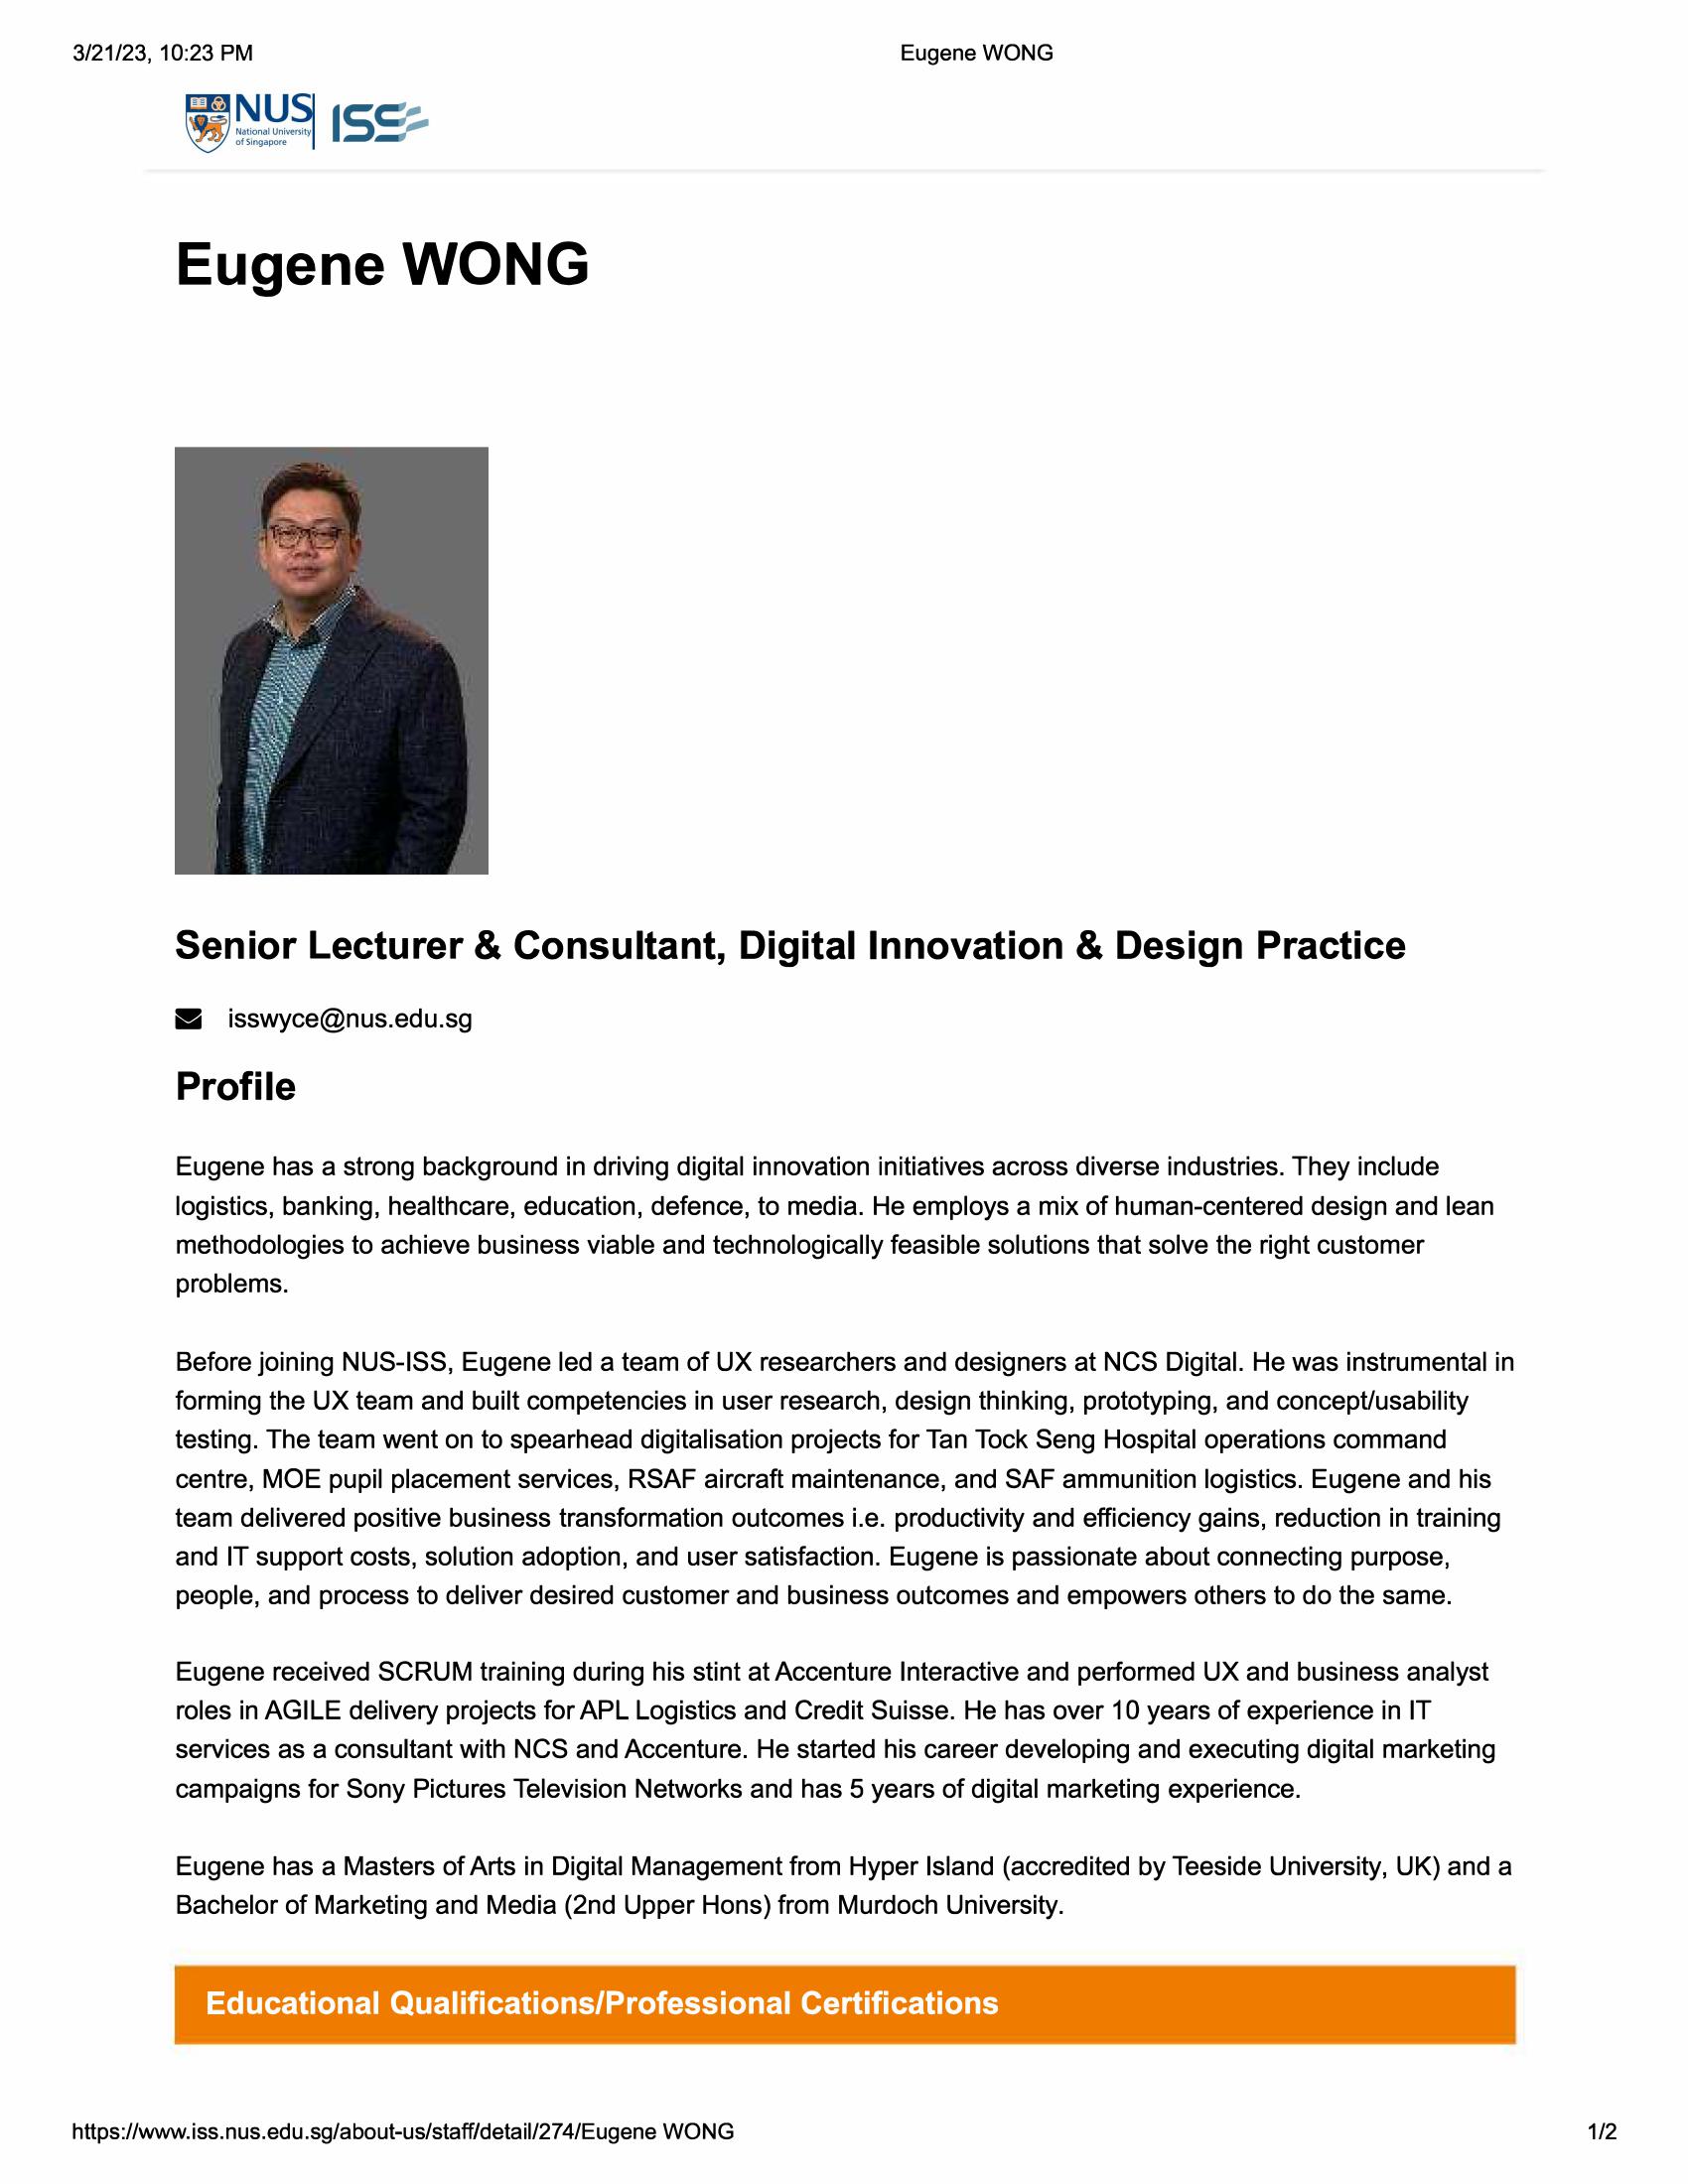 3/21/23, 10:23 PM
Eugene WONG
NUS
National University
of Singapore
ISS
Eugene WONG
Senior Lecturer & Consultant, Digital Innovation & Design Practice
isswyce@nus.edu.sg
Profile
Eugene has a strong background in driving digital innovation initiatives across diverse industries. They include
logistics, banking, healthcare, education, defence, to media. He employs a mix of human-centered design and lean
methodologies to achieve business viable and technologically feasible solutions that solve the right customer
problems.
Before joining NUS-ISS, Eugene led a team of UX researchers and designers at NCS Digital. He was instrumental in
forming the UX team and built competencies in user research, design thinking, prototyping, and concept/usability
testing. The team went on to spearhead digitalisation projects for Tan Tock Seng Hospital operations command
centre, MOE pupil placement services, RSAF aircraft maintenance, and SAF ammunition logistics. Eugene and his
team delivered positive business transformation outcomes i.e. productivity and efficiency gains, reduction in training
and IT support costs, solution adoption, and user satisfaction. Eugene is passionate about connecting purpose,
people, and process to deliver desired customer and business outcomes and empowers others to do the same.
Eugene received SCRUM training during his stint at Accenture Interactive and performed UX and business analyst
roles in AGILE delivery projects for APL Logistics and Credit Suisse. He has over 10 years of experience in IT
services as a consultant with NCS and Accenture. He started his career developing and executing digital marketing
campaigns for Sony Pictures Television Networks and has 5 years of digital marketing experience.
Eugene has a Masters of Arts in Digital Management from Hyper Island (accredited by Teeside University, UK) and a
Bachelor of Marketing and Media (2nd Upper Hons) from Murdoch University.
Educational Qualifications/Professional Certifications
https://www.iss.nus.edu.sg/about-us/staff/detail/274/Eugene WONG
1/2